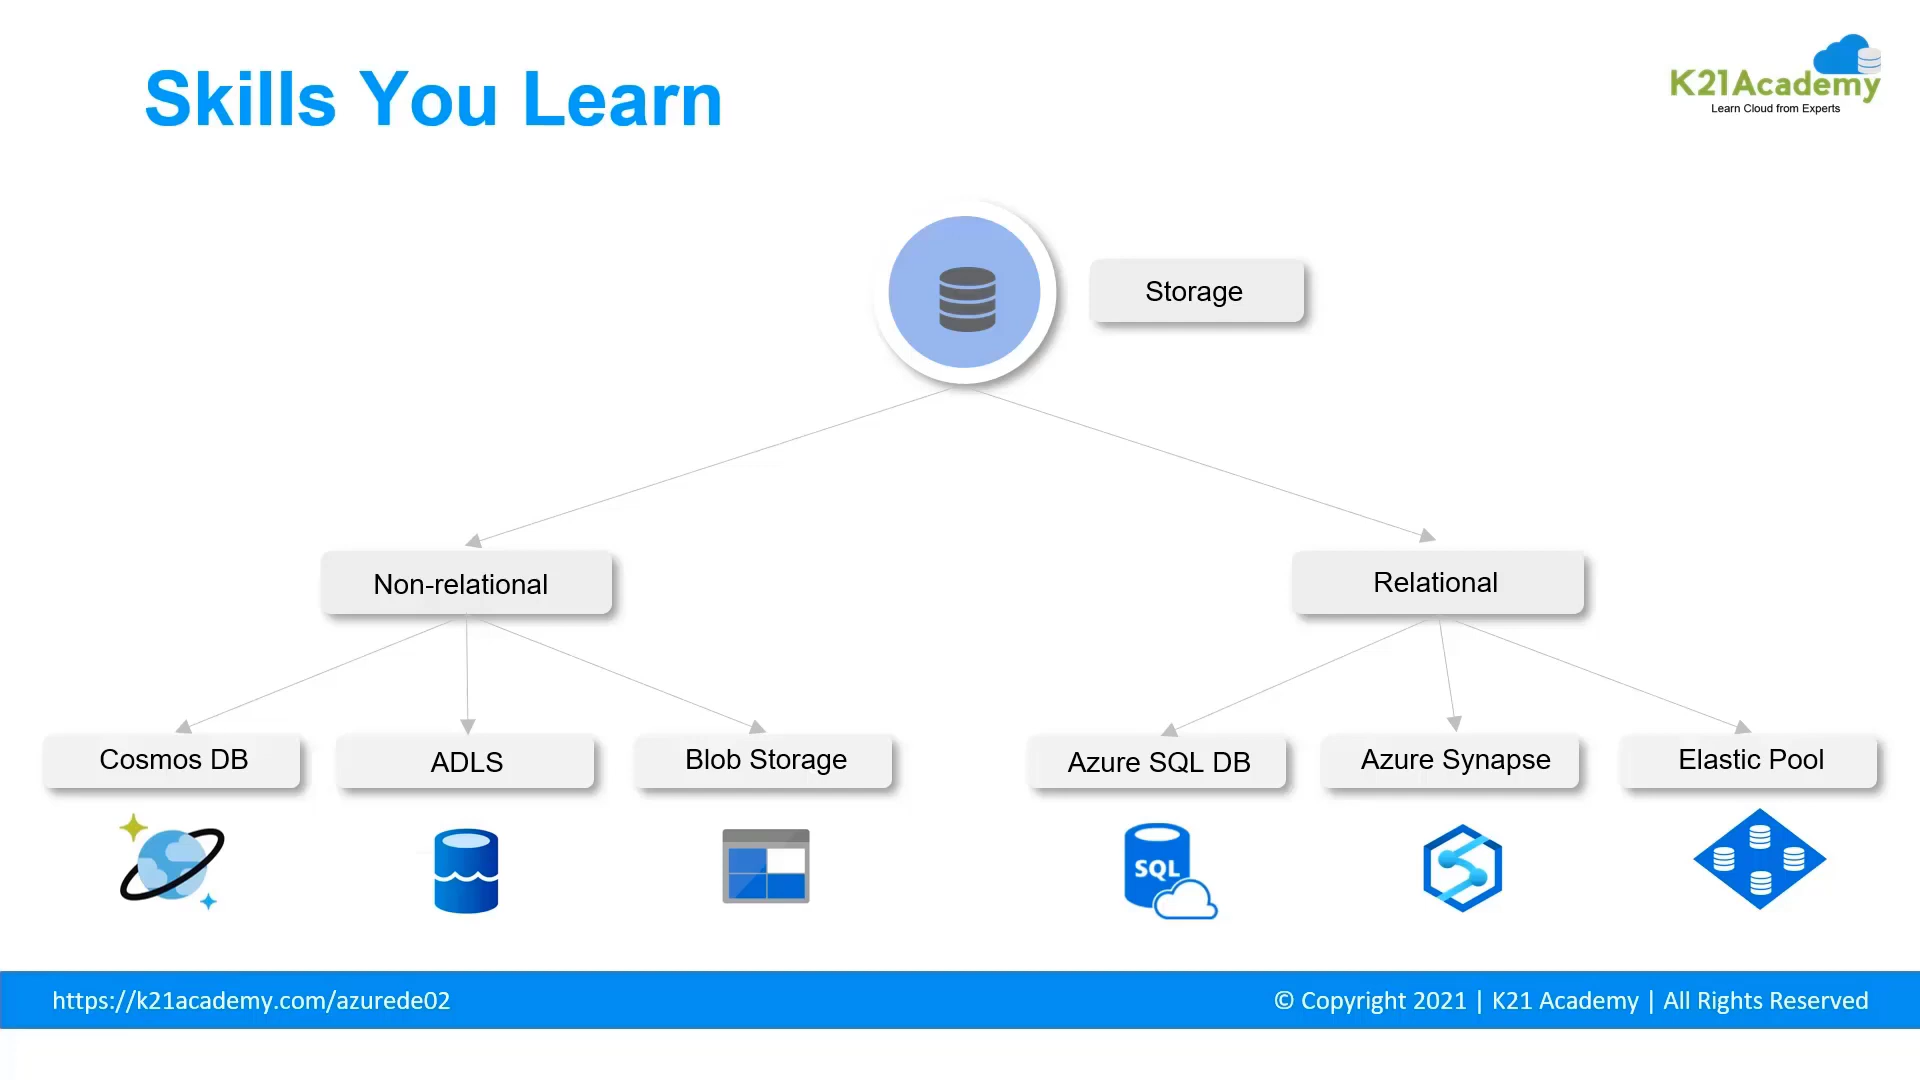 Skills You Learn
K21Academy
Learn Cloud from Experts
Storage
Non-relational
Relational
Cosmos DB
ADLS
Blob Storage
Azure SQL DB
Azure Synapse
Elastic Pool
SQL
https://k21academy.com/azurede02
© Copyright 2021 | K21 Academy | All Rights Reserved